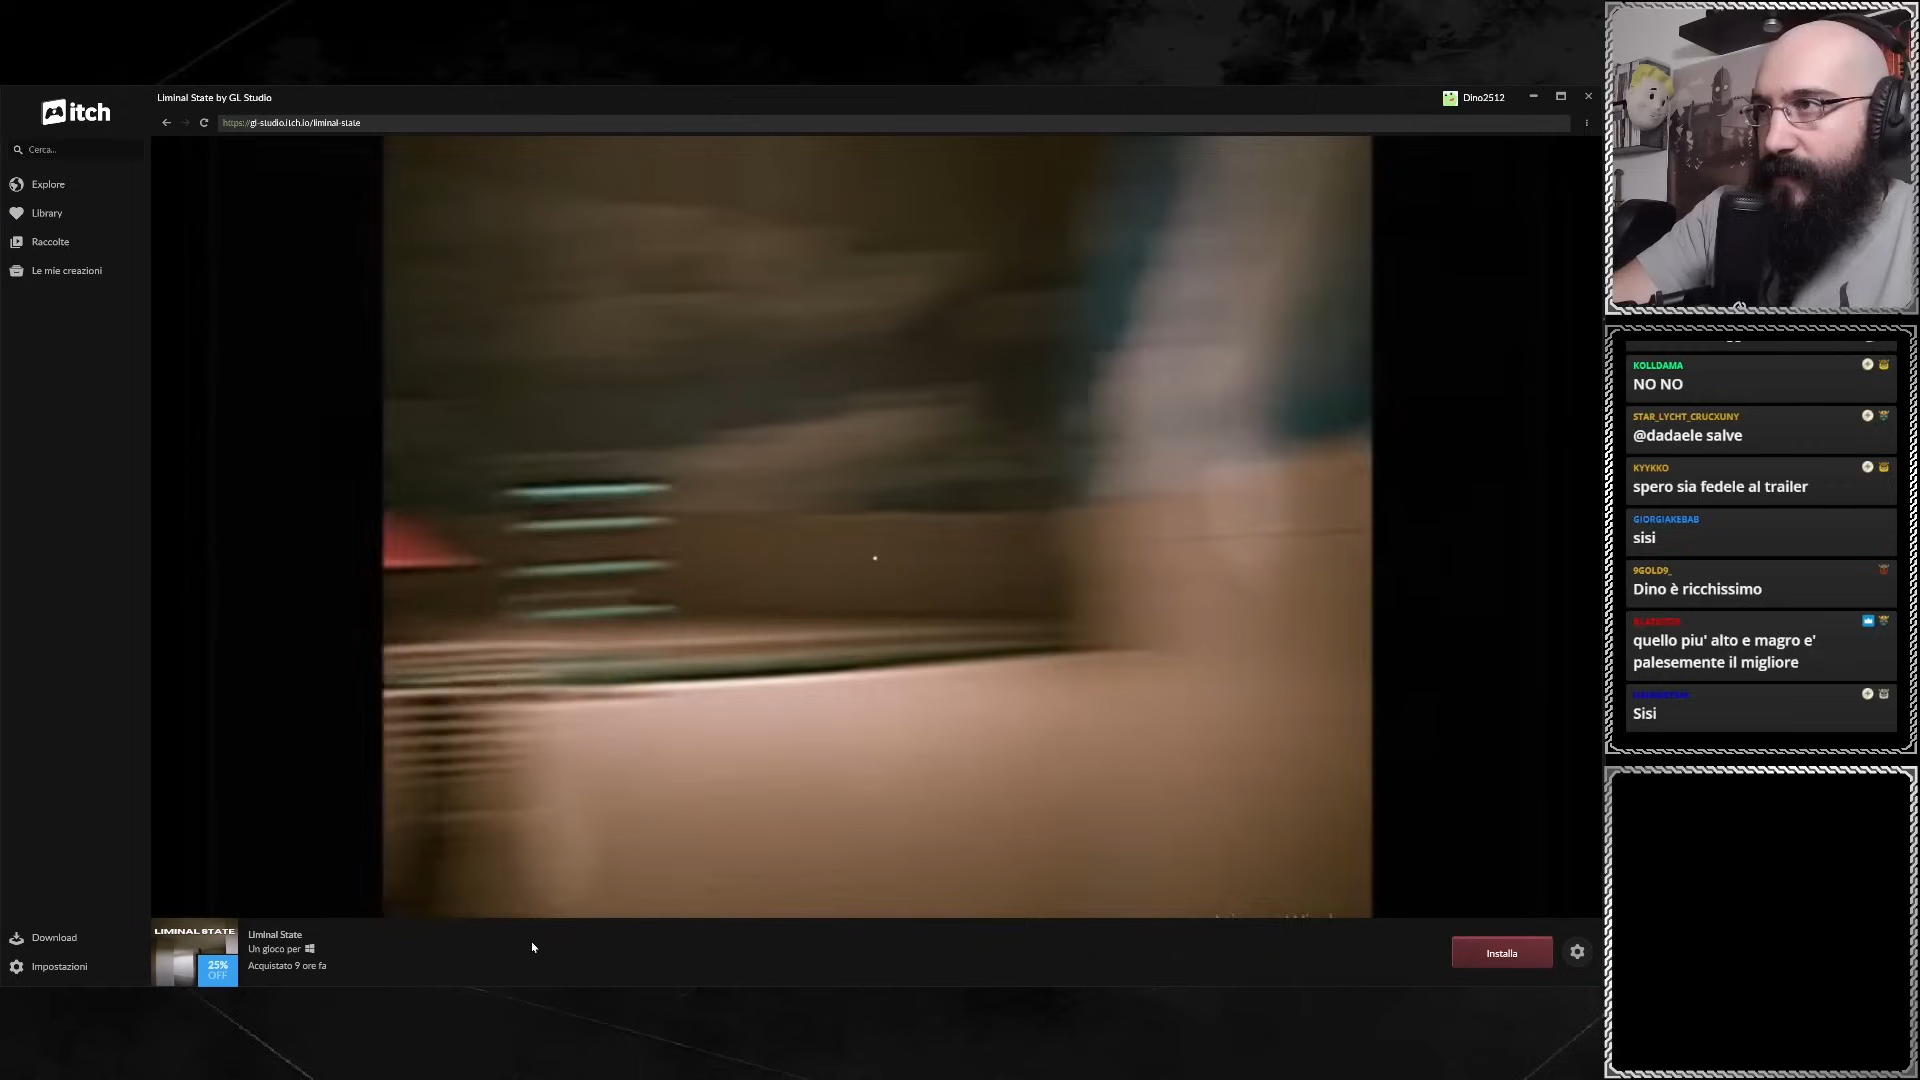 Liminal State by GL Studio
Dino2512
itch
https://gl-studio.itch.io/liminal-state
Cerca...
Explore
Library
Raccolte
Le mie creazioni
Download
Impostazioni
LIMINAL STATE
25%
OFF
Liminal State
Un gioco per
Acquistato 9 ore fa
Installa
KOLLDAMA
NO NO
STAR_LYCHT_CRUCXUNY
@dadaele salve
KYYKKO
spero sia fedele al trailer
GIORGIAKEBAB
sisi
9GOLD9_
Dino è ricchissimo
quello piu' alto e magro e'
palesemente il migliore
Sisi